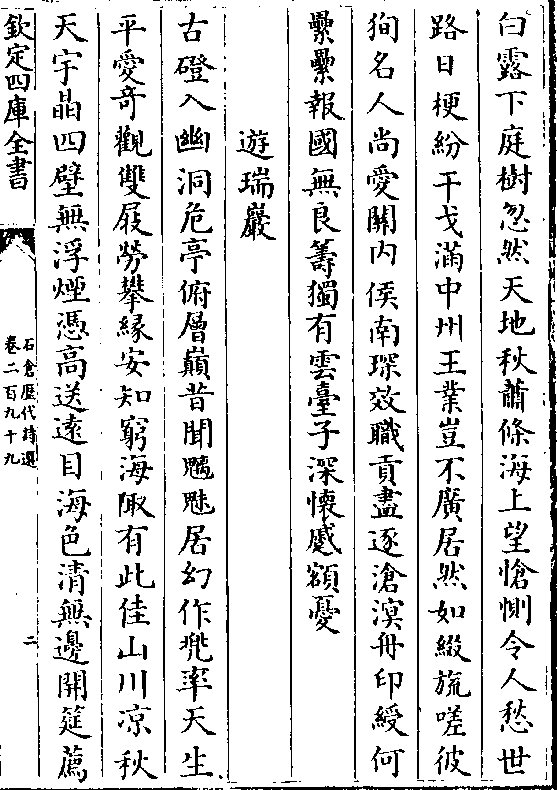 白露下庭樹忽然天地秋蕭條海上望愴惻令人愁世
路日梗紛干戈滿中州王業豈不廣居然如綴旒嗟彼
狥名人尚愛關内侯南琛效職貢盡逐滄溟舟印綬何
纍纍報國無良籌獨有雲臺子深懷慼額憂
遊瑞巖
古磴入幽洞危亭俯層巔昔聞魑魅居幻作兠率天生
平愛奇觀雙屐勞攀緣安知窮海陬有此佳山川凉秋
天宇晶四壁無浮煙憑高送遠目海色清無邊開筵薦
欽定四庫全書
石倉歴代詩選
卷二百九十九
二